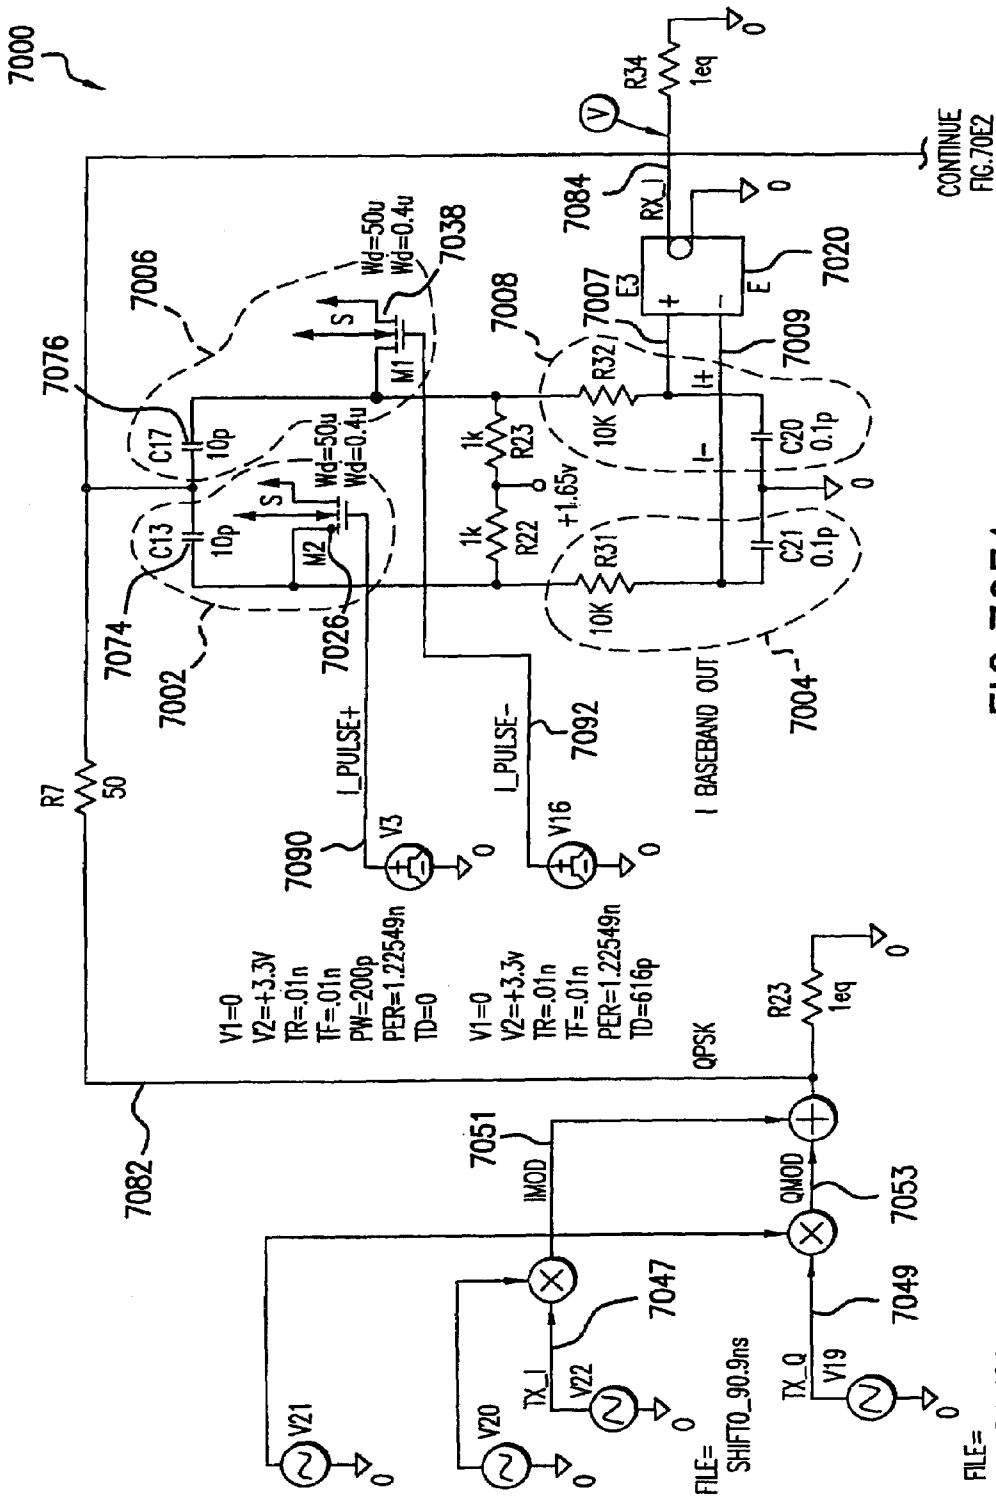 7000
R7
50
7082
7074
7076
7006
7002
C13
10p
C17
10p
Wd=50u
Wd=0.4u
S
M2
7026
Wd=50u
Wd=0.4u
S
M1
7038
7090
I_PULSE+
V3
0
V1=0
V2=+3.3V
TR=.01n
TF=.01n
PW=200p
PER=1.22549n
TD=0
I_PULSE-
7092
V16
0
V1=0
V2=+3.3v
TR=.01n
TF=.01n
PER=1.22549n
TD=616p
1k
R22
1k
R23
+1.65v
7008
7007
10K
R31
10K
R32
I-
I+
7009
C21
0.1p
C20
0.1p
0
7004
I BASEBAND OUT
E3
+
-
E
7020
0
RX_I
7084
V
R34
1eq
0
CONTINUE
FIG.70E2
V21
0
V20
0
TX_I
V22
0
7047
FILE=
SHIFT0_90.9ns
IMOD
7051
TX_Q
V19
0
7049
FILE=
QMOD
7053
QPSK
R23
1eq
0